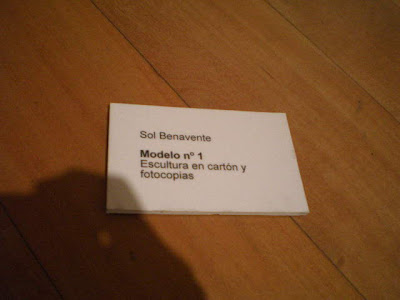 Sol Benavente
Modelo nº 1
Escultura en cartón y
fotocopias